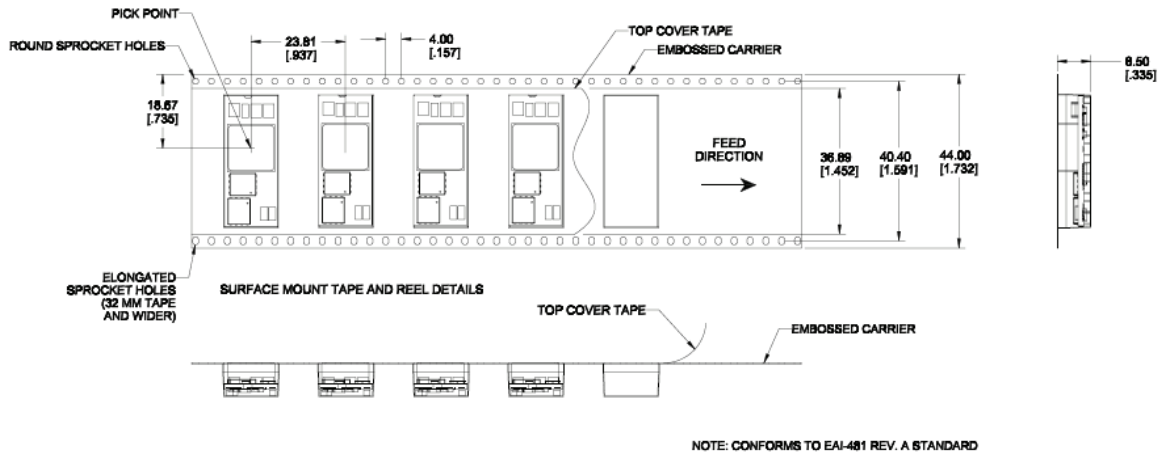 PICK POINT
ROUND SPROCKET HOLES
23.81
[.937]
4.00
[.157]
TOP COVER TAPE
EMBOSSED CARRIER
8.50
[.335]
18.67
[.735]
FEED
DIRECTION
36.89
[1.452]
40.40
[1.591]
44.00
[1.732]
ELONGATED
SPROCKET HOLES
(32 MM TAPE
AND WIDER)
SURFACE MOUNT TAPE AND REEL DETAILS
TOP COVER TAPE
EMBOSSED CARRIER
NOTE: CONFORMS TO EAI-481 REV. A STANDARD